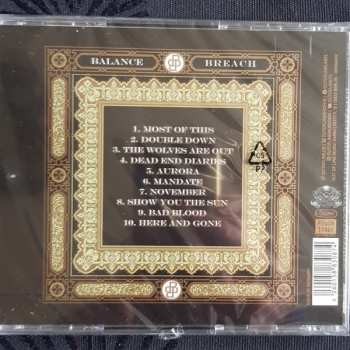 BALANCE BREACH
1. MOST OF THIS
2. DOUBLE DOWN
3. THE WOLVES ARE OUT
4. DEAD END DIARIES
5. AURORA
6. MANDATE
7. NOVEMBER
8. SHOW YOU THE SUN
9. BAD BLOOD
10. HERE AND GONE